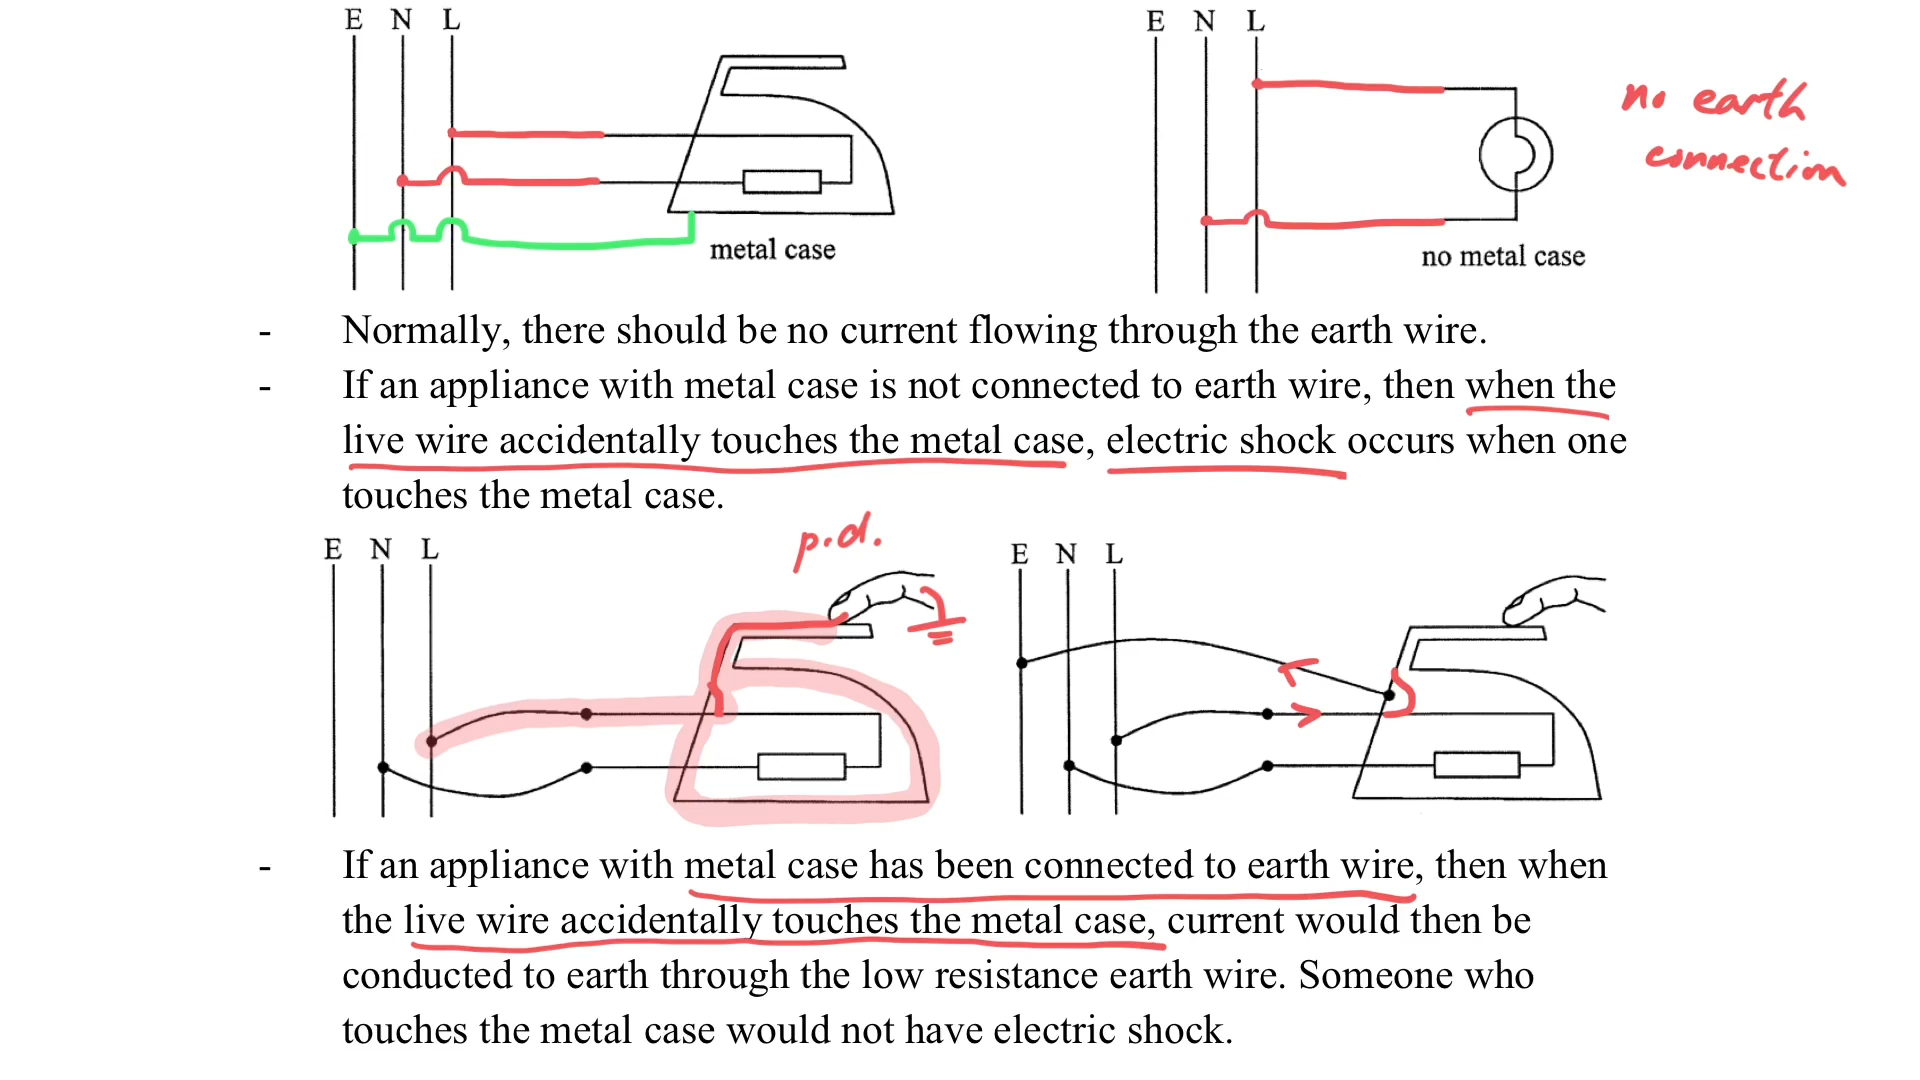 E N L
E N L
no earth
connection
metal case
no metal case
- Normally, there should be no current flowing through the earth wire.
- If an appliance with metal case is not connected to earth wire, then when the
live wire accidentally touches the metal case, electric shock occurs when one
touches the metal case.
p.d.
E N L
E N L
- If an appliance with metal case has been connected to earth wire, then when
the live wire accidentally touches the metal case, current would then be
conducted to earth through the low resistance earth wire. Someone who
touches the metal case would not have electric shock.